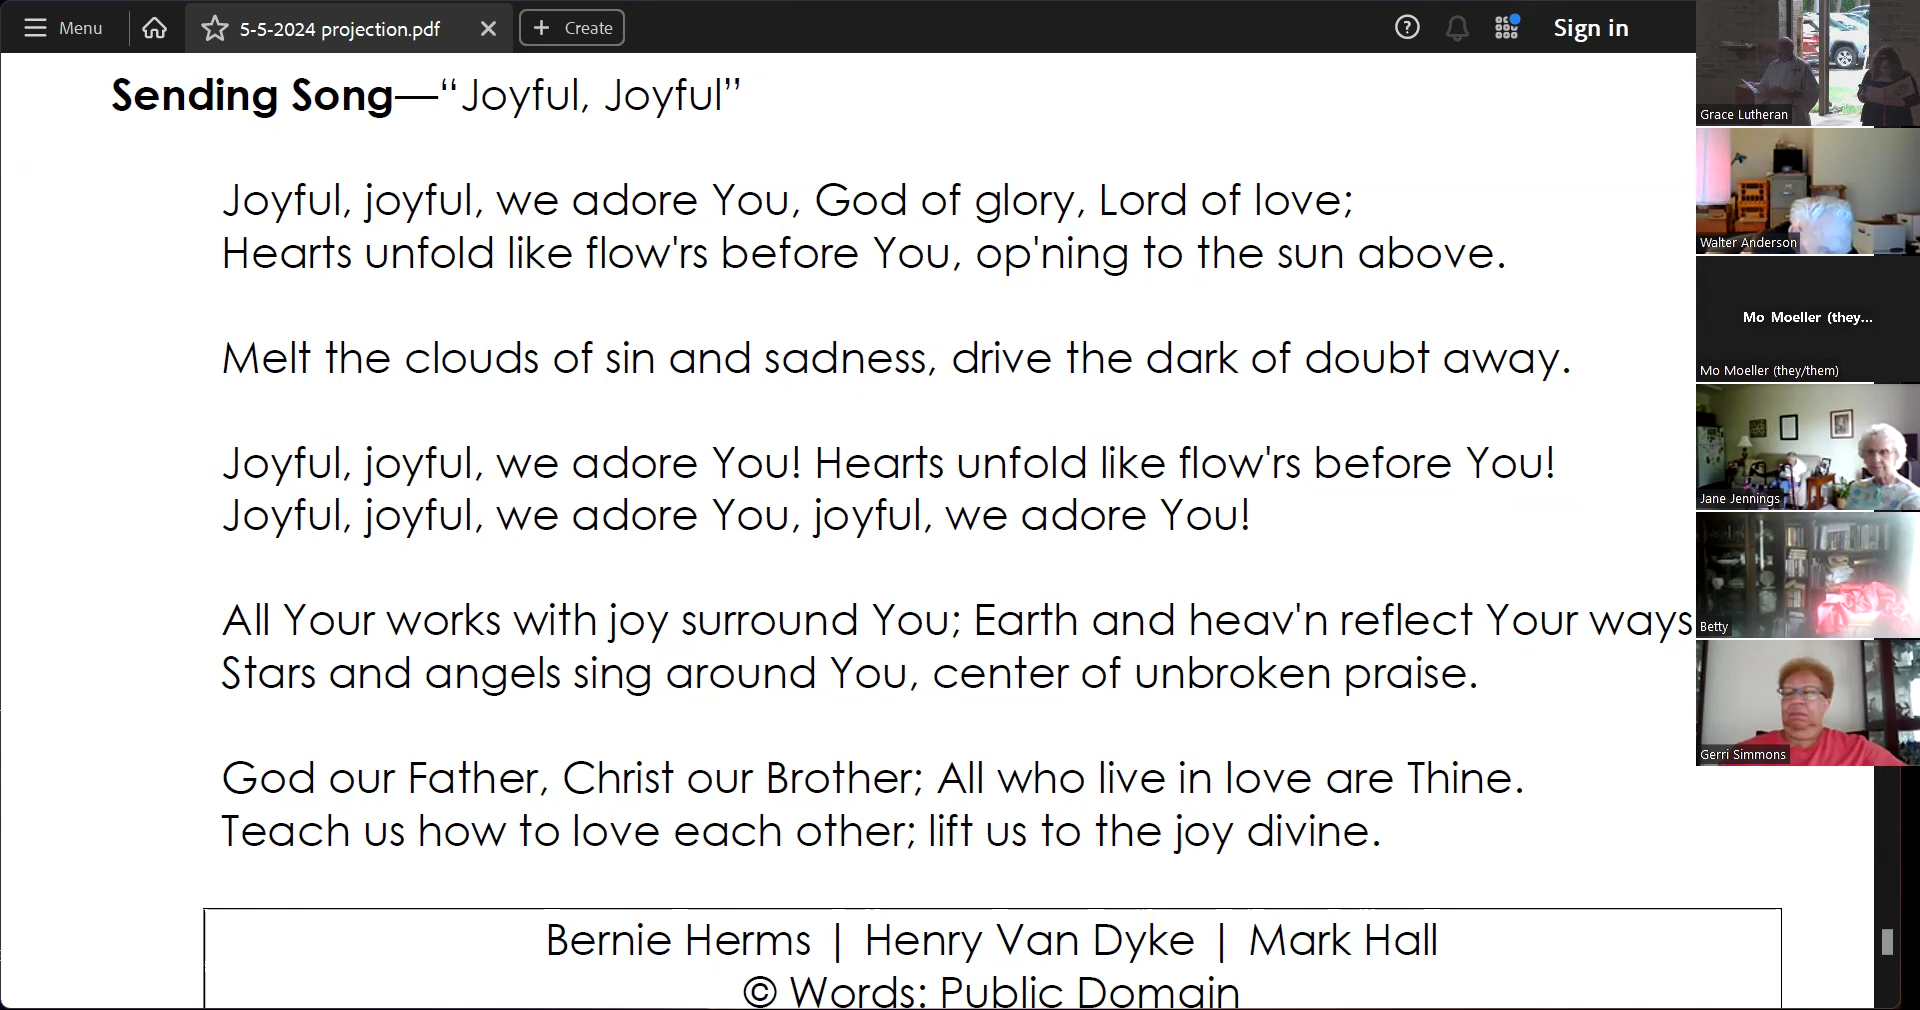 Menu
5-5-2024 projection.pdf
Create
Sign in
Sending Song—“Joyful, Joyful”
Joyful, joyful, we adore You, God of glory, Lord of love;
Hearts unfold like flow'rs before You, op'ning to the sun above.
Melt the clouds of sin and sadness, drive the dark of doubt away.
Joyful, joyful, we adore You! Hearts unfold like flow'rs before You!
Joyful, joyful, we adore You, joyful, we adore You!
All Your works with joy surround You; Earth and heav'n reflect Your ways
Stars and angels sing around You, center of unbroken praise.
God our Father, Christ our Brother; All who live in love are Thine.
Teach us how to love each other; lift us to the joy divine.
Bernie Herms | Henry Van Dyke | Mark Hall
© Words: Public Domain
Grace Lutheran
Walter Anderson
Mo Moeller (they...
Mo Moeller (they/them)
Jane Jennings
Betty
Gerri Simmons